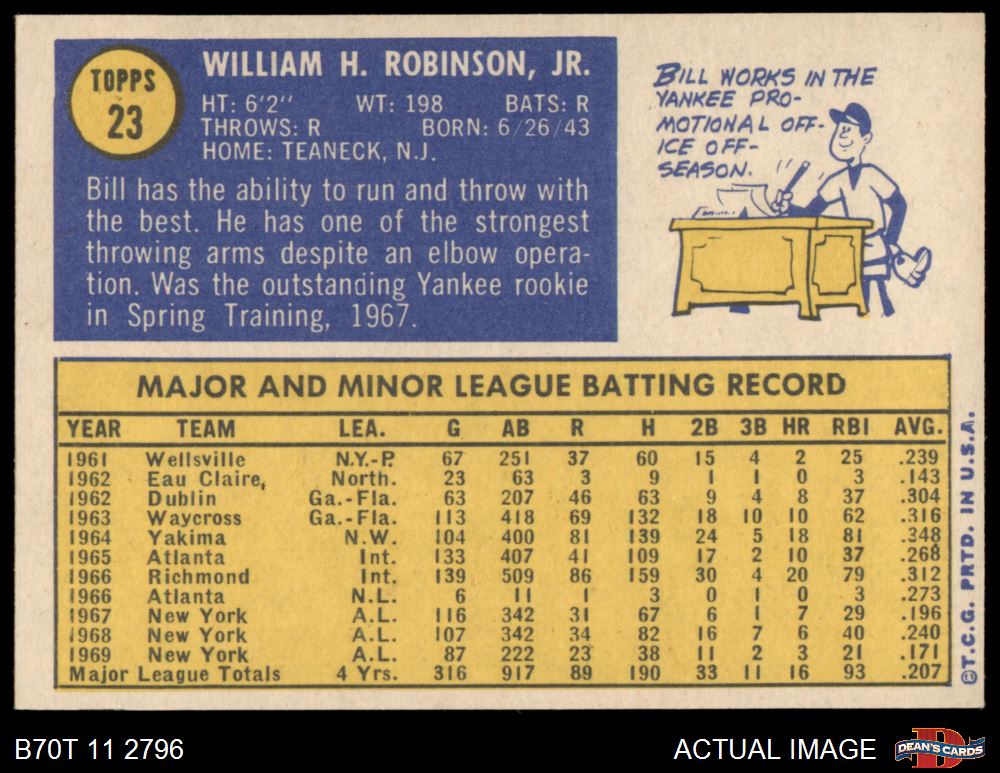 TOPPS
23
WILLIAM H. ROBINSON, JR.
HT: 6'2" WT: 198 BATS: R
THROWS: R BORN: 6/26/43
HOME: TEANECK, N.J.
Bill has the ability to run and throw with
the best. He has one of the strongest
throwing arms despite an elbow opera-
tion. Was the outstanding Yankee rookie
in Spring Training, 1967.
BILL WORKS IN THE
YANKEE PRO-
MOTIONAL OFF-
ICE OFF-
SEASON.
MAJOR AND MINOR LEAGUE BATTING RECORD
YEAR TEAM LEA. G AB R H 2B 3B HR RBI AVG.
1961 Wellsville N.Y.-P. 67 251 37 60 15 4 2 25 .239
1962 Eau Claire, North. 23 63 3 9 1 1 0 3 .143
1962 Dublin Ga.-Fla. 63 207 46 63 9 4 8 37 .304
1963 Waycross Ga.-Fla. 113 418 69 132 18 10 10 62 .316
1964 Yakima N.W. 104 400 81 139 24 5 18 81 .348
1965 Atlanta Int. 133 407 41 109 17 2 10 37 .268
1966 Richmond Int. 139 509 86 159 30 4 20 79 .312
1966 Atlanta N.L. 6 11 1 3 0 1 0 3 .273
1967 New York A.L. 116 342 31 67 6 1 7 29 .196
1968 New York A.L. 107 342 34 82 16 7 6 40 .240
1969 New York A.L. 87 222 23 38 11 2 3 21 .171
Major League Totals 4 Yrs. 316 917 89 190 33 11 16 93 .207
©T.C.G. PRTD. IN U.S.A.
B70T 11 2796
ACTUAL IMAGE
DEAN'S CARDS